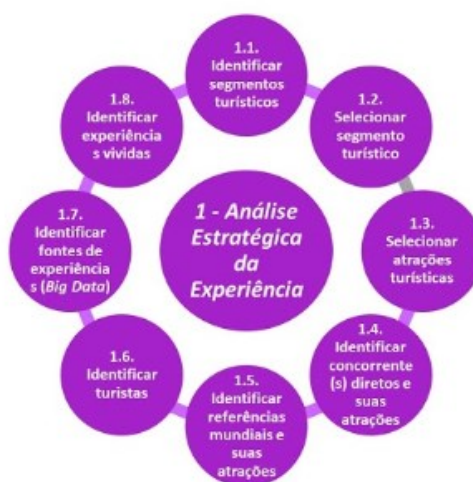 1.1.
Identificar
segmentos
turísticos
1.2.
Selecionar
segmento
turístico
1.3.
Selecionar
atrações
turísticas
1.4.
Identificar
concorrente
(s) diretos e
suas
atrações
1.5.
Identificar
referências
mundiais e
suas
atrações
1.6.
Identificar
turistas
1.7.
Identificar
fontes de
experiência
s (Big Data)
1.8.
Identificar
experiência
s vividas
1 - Análise
Estratégica
da
Experiência